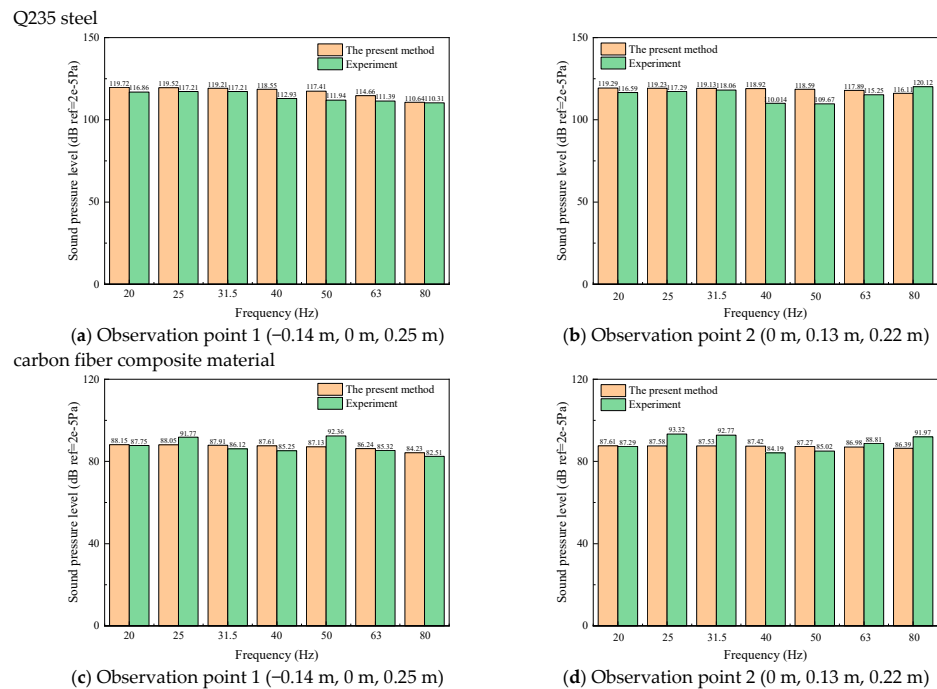 Q235 steel
150
100
50
0
Sound pressure level (dB ref=2e-5Pa)
The present method
Experiment
119.72 116.86 119.52 117.21 119.21 117.21 118.55 112.93 117.41 111.94 114.66 111.39 110.64 110.31
20 25 31.5 40 50 63 80
Frequency (Hz)
(a) Observation point 1 (−0.14 m, 0 m, 0.25 m)
150
100
50
0
Sound pressure level (dB ref=2e-5Pa)
The present method
Experiment
119.29 116.59 119.23 117.29 119.13 118.06 118.92 10.014 118.59 109.67 117.89 115.25 116.11 120.12
20 25 31.5 40 50 63 80
Frequency (Hz)
(b) Observation point 2 (0 m, 0.13 m, 0.22 m)
carbon fiber composite material
120
80
40
0
Sound pressure level (dB ref=2e-5Pa)
The present method
Experiment
88.15 87.75 88.05 91.77 87.91 86.12 87.61 85.25 87.13 92.36 86.24 85.32 84.23 82.51
20 25 31.5 40 50 63 80
Frequency (Hz)
(c) Observation point 1 (−0.14 m, 0 m, 0.25 m)
120
80
40
0
Sound pressure level (dB ref=2e-5Pa)
The present method
Experiment
87.61 87.29 87.58 93.32 87.53 92.77 87.42 84.19 87.27 85.02 86.98 88.81 86.39 91.97
20 25 31.5 40 50 63 80
Frequency (Hz)
(d) Observation point 2 (0 m, 0.13 m, 0.22 m)